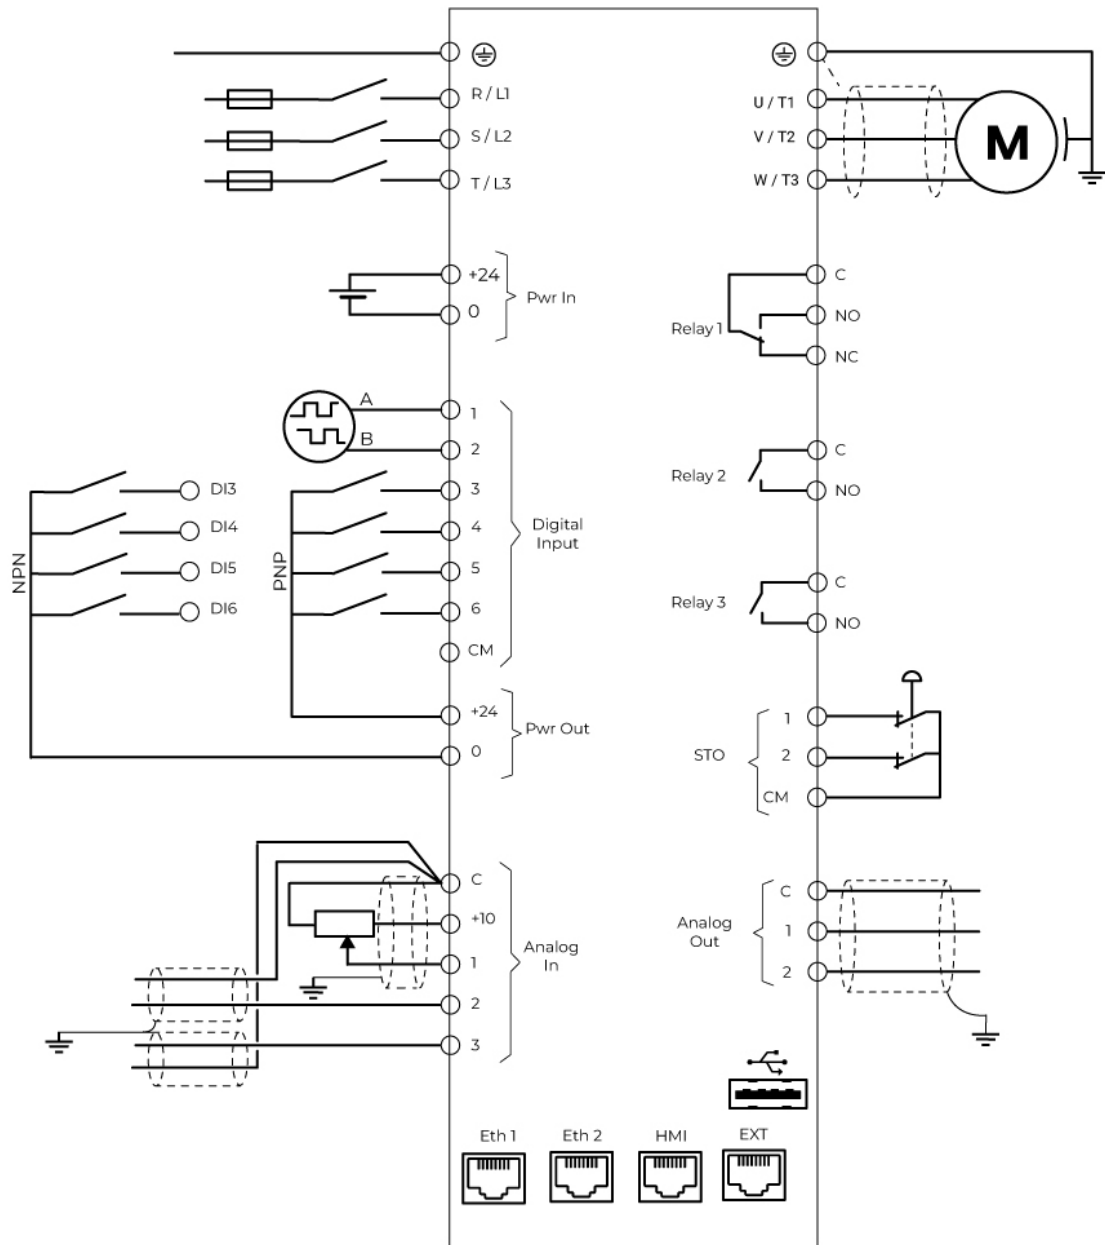 R / L1
S / L2
T / L3
U / T1
V / T2
W / T3
M
+24
0
Pwr In
C
NO
NC
Relay 1
A
B
1
2
3
4
5
6
CM
Digital
Input
DI3
DI4
DI5
DI6
NPN
PNP
C
NO
Relay 2
C
NO
Relay 3
+24
0
Pwr Out
1
2
CM
STO
C
+10
1
2
3
Analog
In
C
1
2
Analog
Out
Eth 1
Eth 2
HMI
EXT